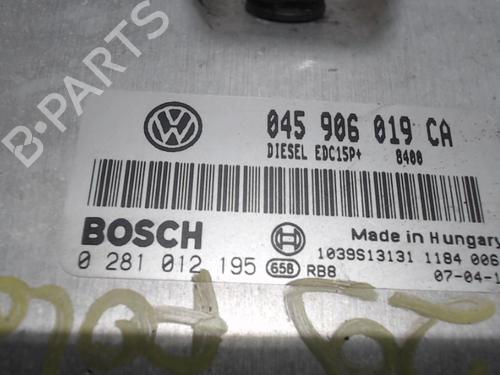 045 906 019 CA
DIESEL EDC15P+ 8400
BOSCH
Made in Hungary
0 281 012 195 658 RB8
1039S13131 1184 006
07-04-1
B-PARTS